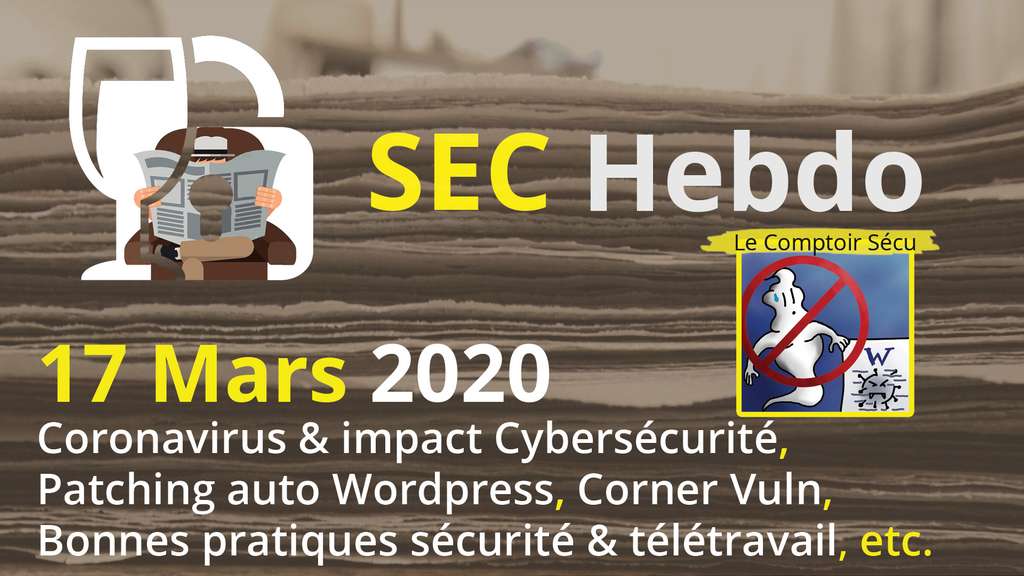 SEC Hebdo
Le Comptoir Sécu
W
17 Mars 2020
Coronavirus & impact Cybersécurité,
Patching auto Wordpress, Corner Vuln,
Bonnes pratiques sécurité & télétravail, etc.